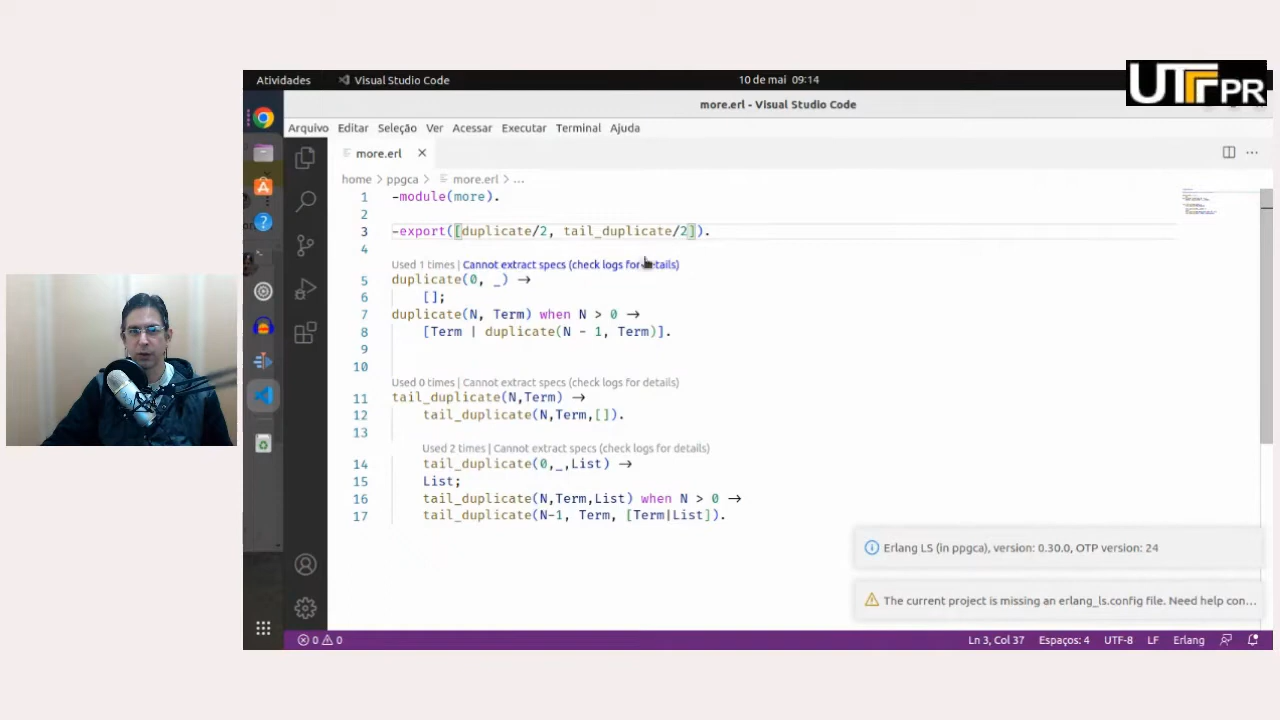 UTFPR
Atividades Visual Studio Code 10 de mai 09:14
more.erl - Visual Studio Code
Arquivo Editar Seleção Ver Acessar Executar Terminal Ajuda
more.erl
home > ppgca > more.erl > ...
1 -module(more).
2
3 -export([duplicate/2, tail_duplicate/2]).
4
Used 1 times | Cannot extract specs (check logs for details)
5 duplicate(0, _) →
6 [];
7 duplicate(N, Term) when N > 0 →
8 [Term | duplicate(N - 1, Term)].
9
10
Used 0 times | Cannot extract specs (check logs for details)
11 tail_duplicate(N,Term) →
12 tail_duplicate(N,Term,[]).
13
Used 2 times | Cannot extract specs (check logs for details)
14 tail_duplicate(0,_,List) →
15 List;
16 tail_duplicate(N,Term,List) when N > 0 →
17 tail_duplicate(N-1, Term, [Term|List]).
Erlang LS (in ppgca), version: 0.30.0, OTP version: 24
The current project is missing an erlang_ls.config file. Need help con...
0 0 Ln 3, Col 37 Espaços: 4 UTF-8 LF Erlang